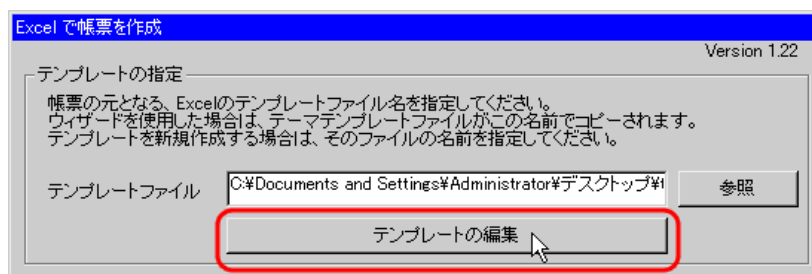 Excel で帳票を作成
Version 1.22
テンプレートの指定
帳票の元となる、Excelのテンプレートファイル名を指定してください。
ウィザードを使用した場合は、テーマテンプレートファイルがこの名前でコピーされます。
テンプレートを新規作成する場合は、そのファイルの名前を指定してください。
テンプレートファイル
C:¥Documents and Settings¥Administrator¥デスクトップ¥
参照
テンプレートの編集